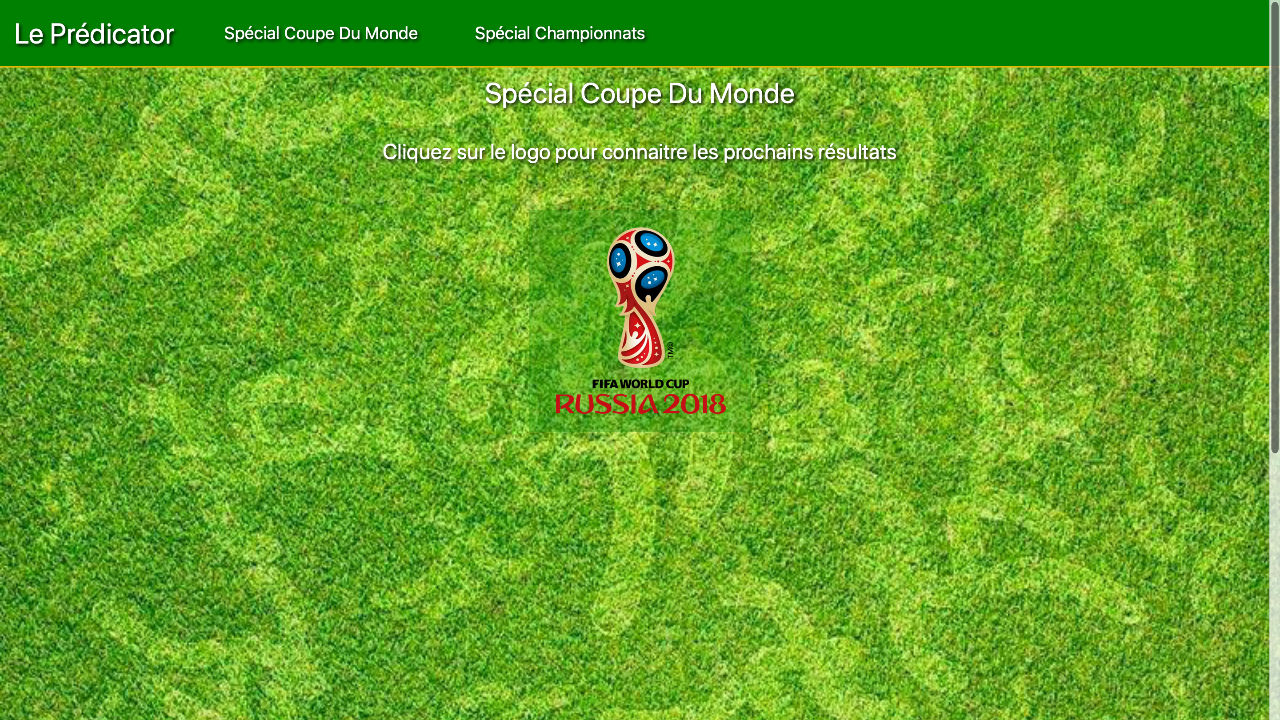 Le Prédicator
Spécial Coupe Du Monde
Spécial Championnats
Spécial Coupe Du Monde
Cliquez sur le logo pour connaitre les prochains résultats
FIFA WORLD CUP
RUSSIA 2018